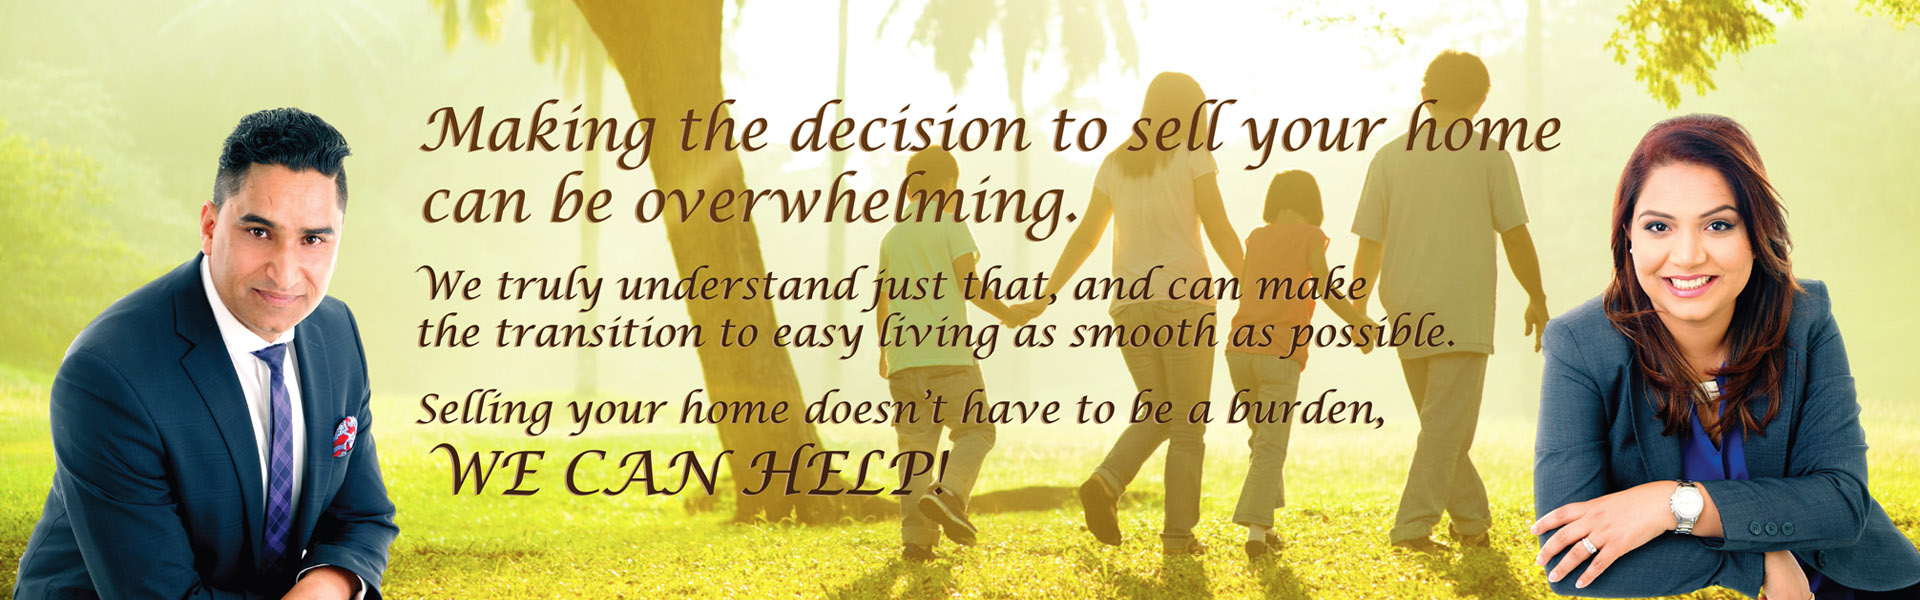 Making the decision to sell your home
can be overwhelming.
We truly understand just that, and can make
the transition to easy living as smooth as possible.
Selling your home doesn't have to be a burden,
WE CAN HELP!